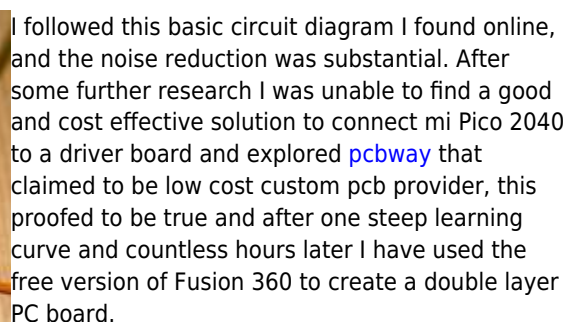 I followed this basic circuit diagram I found online,
and the noise reduction was substantial. After
some further research I was unable to find a good
and cost effective solution to connect mi Pico 2040
to a driver board and explored pcbway that
claimed to be low cost custom pcb provider, this
proofed to be true and after one steep learning
curve and countless hours later I have used the
free version of Fusion 360 to create a double layer
PC board.